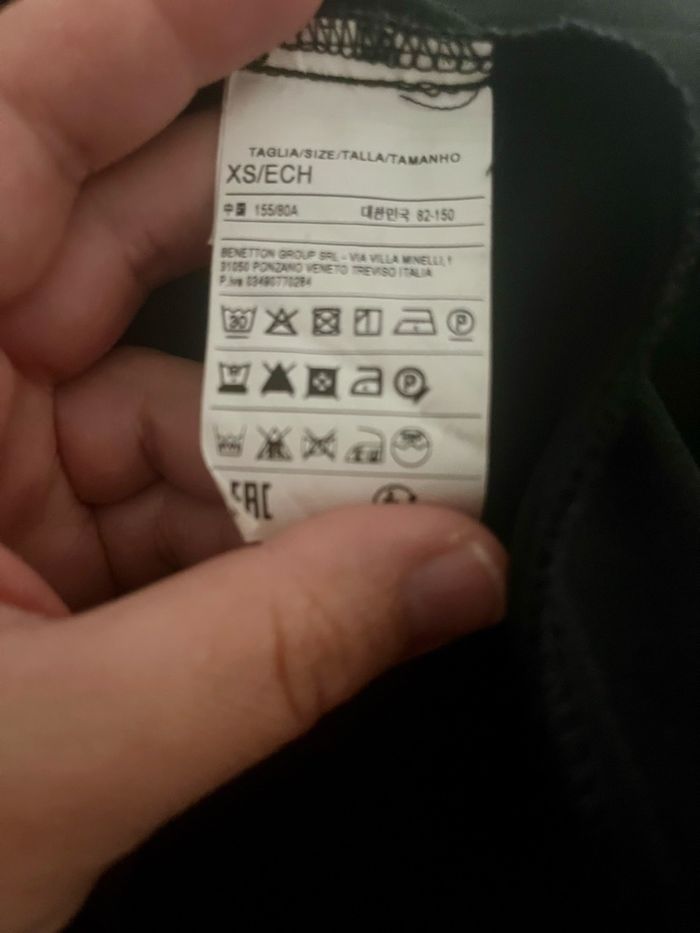 TAGLIA/SIZE/TALLA/TAMANHO
XS/ECH
中国 155/80A 대한민국 82-150
BENETTON GROUP SRL - VIA VILLA MINELLI,1
31050 PONZANO VENETO TREVISO ITALIA
P.Iva 03490770264
30 P
P
EAC